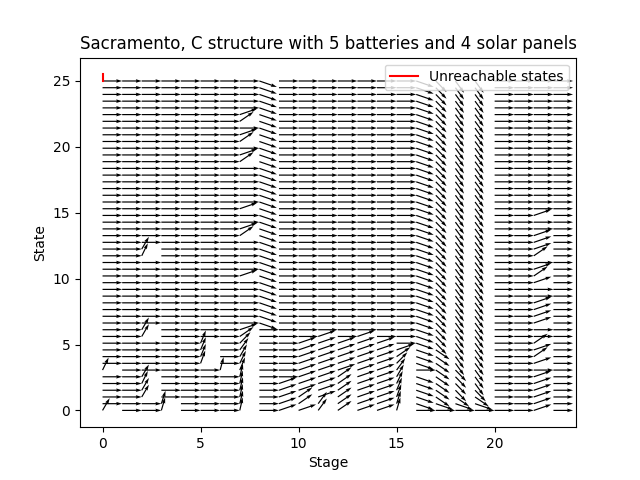 Sacramento, C structure with 5 batteries and 4 solar panels
Unreachable states
25
20
15
10
5
0
State
0 5 10 15 20
Stage